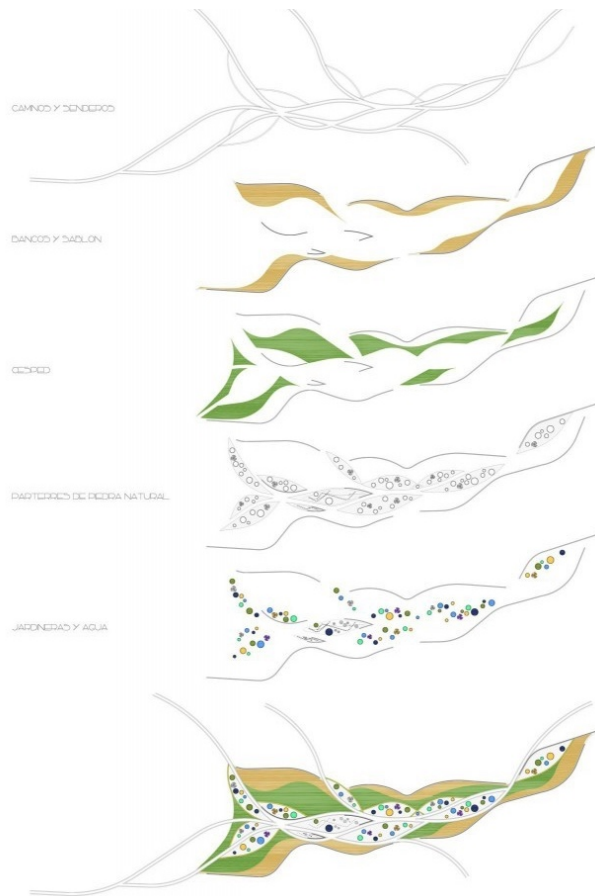 CAMINOS Y SENDEROS
BANCOS Y SABLON
CESPED
PARTERRES DE PIEDRA NATURAL
JARDINERAS Y AGUA